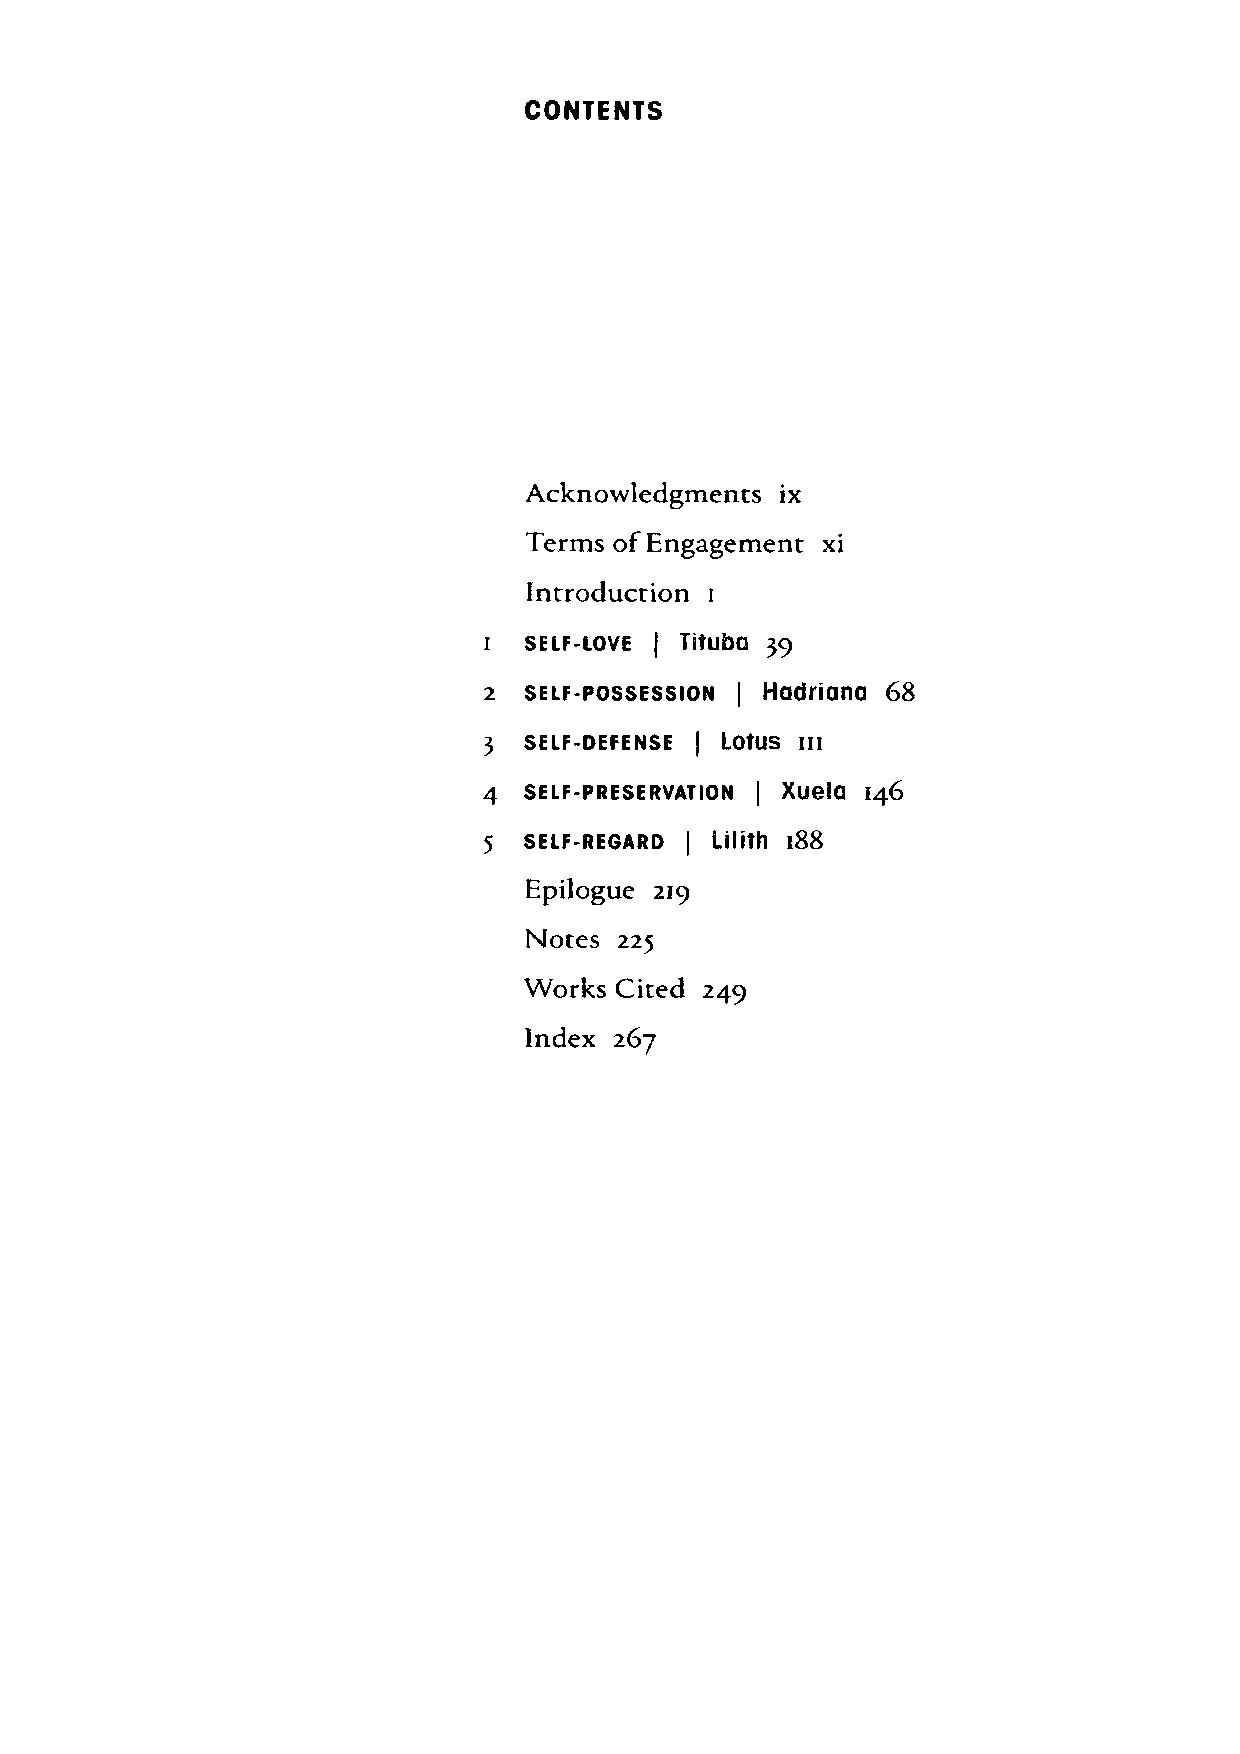 CONTENTS
Acknowledgments ix
Terms of Engagement xi
Introduction 1
1 SELF-LOVE | Tituba 39
2 SELF-POSSESSION | Hadriana 68
3 SELF-DEFENSE | Lotus 111
4 SELF-PRESERVATION | Xuela 146
5 SELF-REGARD | Lilith 188
Epilogue 219
Notes 225
Works Cited 249
Index 267